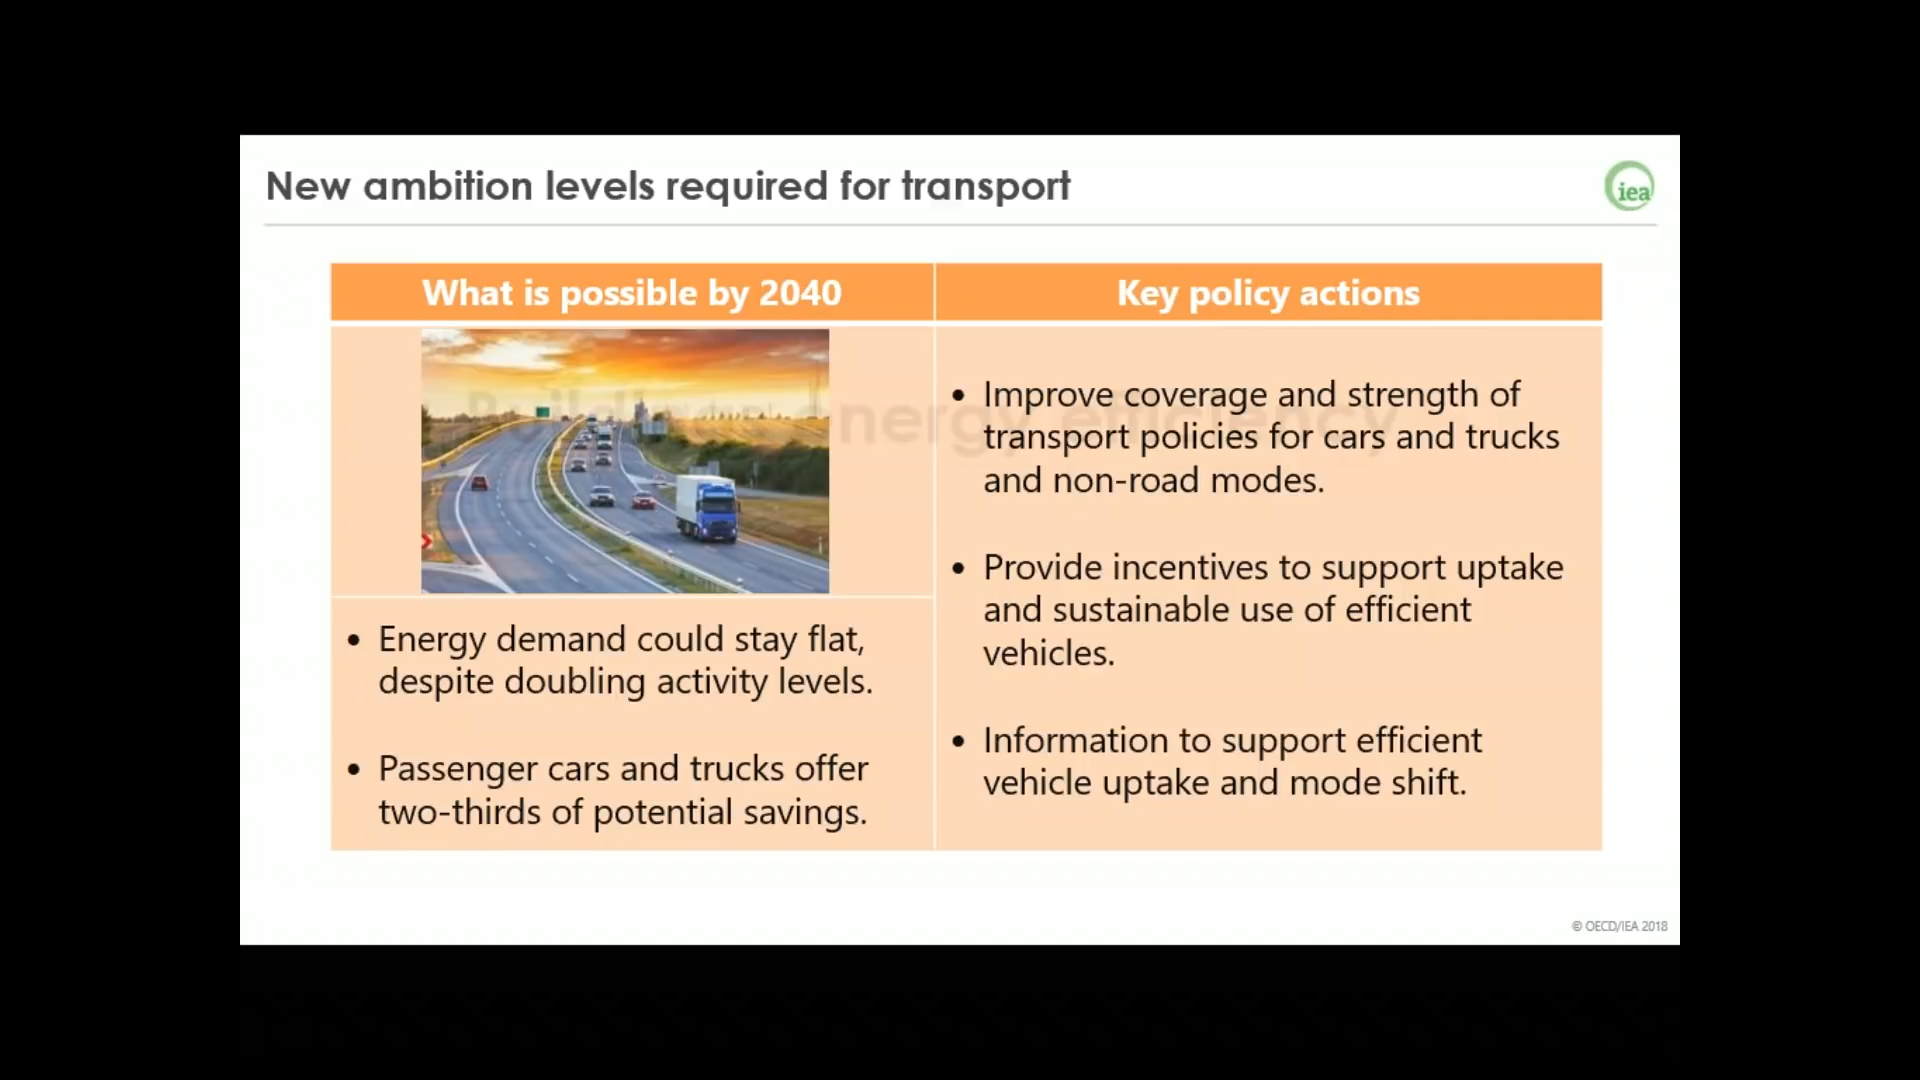 New ambition levels required for transport
iea
What is possible by 2040
Key policy actions
Buildings energy efficiency
• Energy demand could stay flat,
despite doubling activity levels.
• Passenger cars and trucks offer
two-thirds of potential savings.
• Improve coverage and strength of
transport policies for cars and trucks
and non-road modes.
• Provide incentives to support uptake
and sustainable use of efficient
vehicles.
• Information to support efficient
vehicle uptake and mode shift.
© OECD/IEA 2018